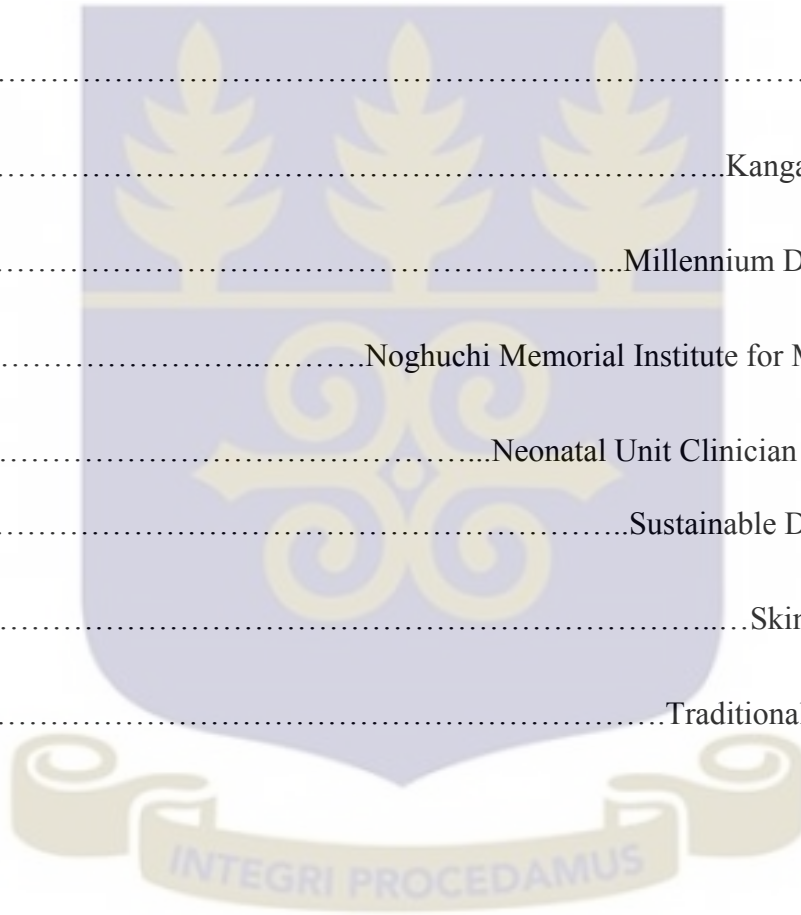 ………………………………………………………………
………………………………………………………..Kanga
………………………………………………....Millennium D
…………………...……….Noghuchi Memorial Institute for M
……………………………………...Neonatal Unit Clinician
…………………………………………………..Sustainable D
…………………………………………………………..…Skin
……………………………………………………..Traditional
INTEGRI PROCEDAMUS